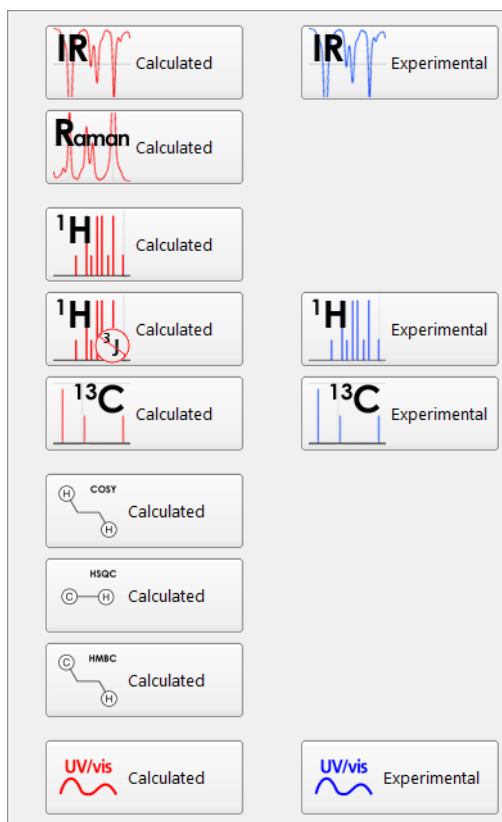 IR Calculated
IR Experimental
Raman Calculated
¹H Calculated
¹H ³J Calculated
¹H Experimental
¹³C Calculated
¹³C Experimental
COSY
H
H
Calculated
HSQC
C H
Calculated
HMBC
C
H
Calculated
UV/vis Calculated
UV/vis Experimental